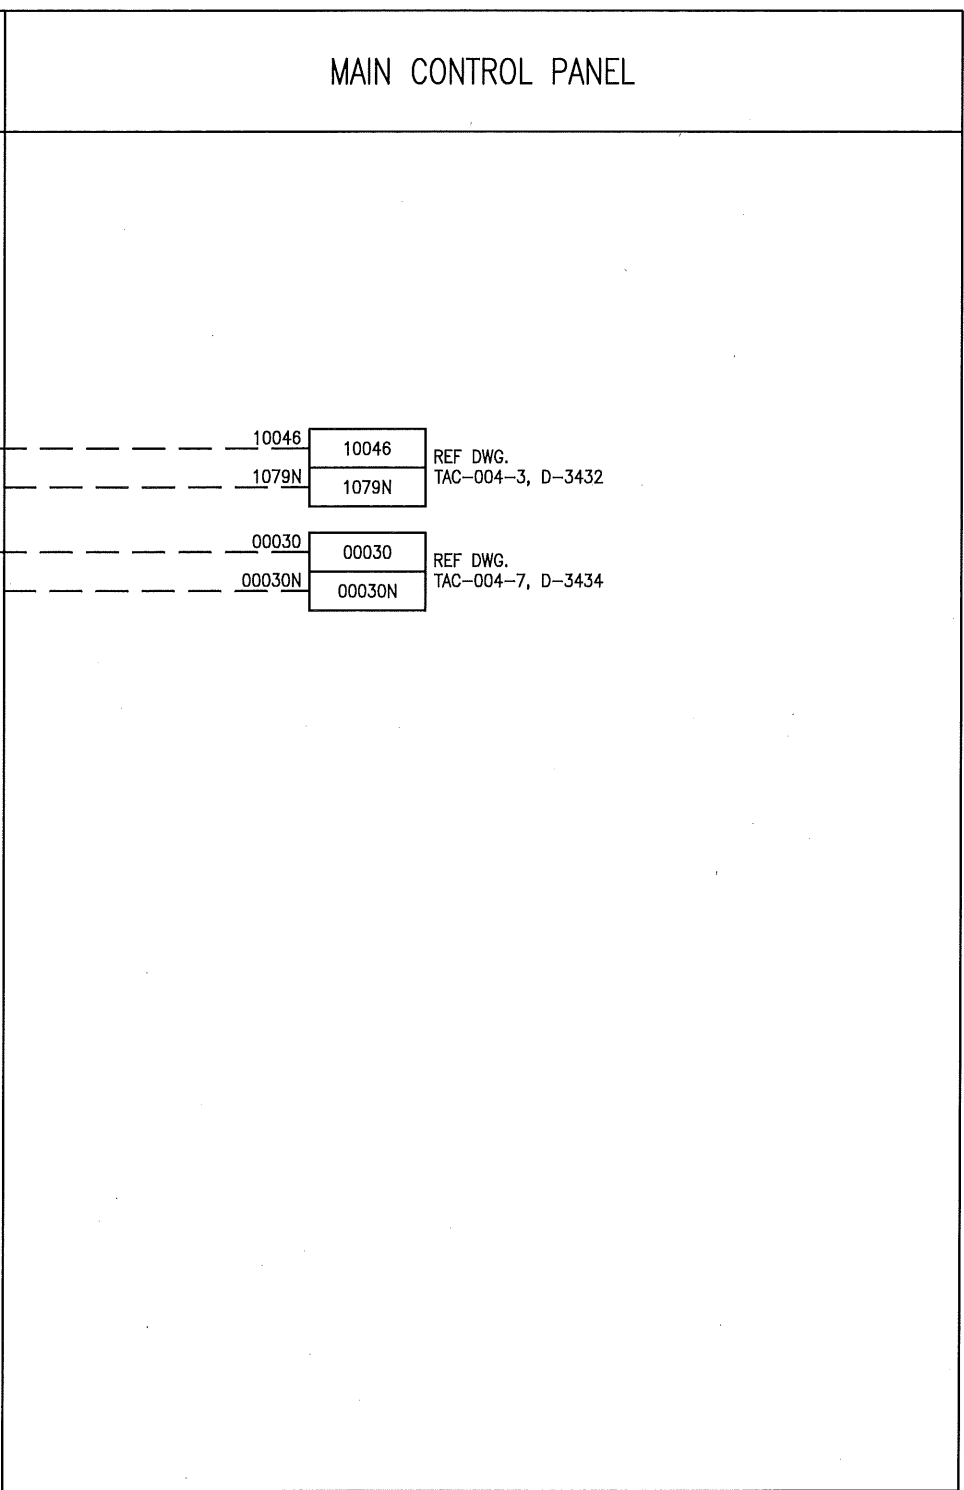 MAIN CONTROL PANEL
10046
10046
REF DWG.
1079N
1079N
TAC-004-3, D-3432
00030
00030
REF DWG.
00030N
00030N
TAC-004-7, D-3434